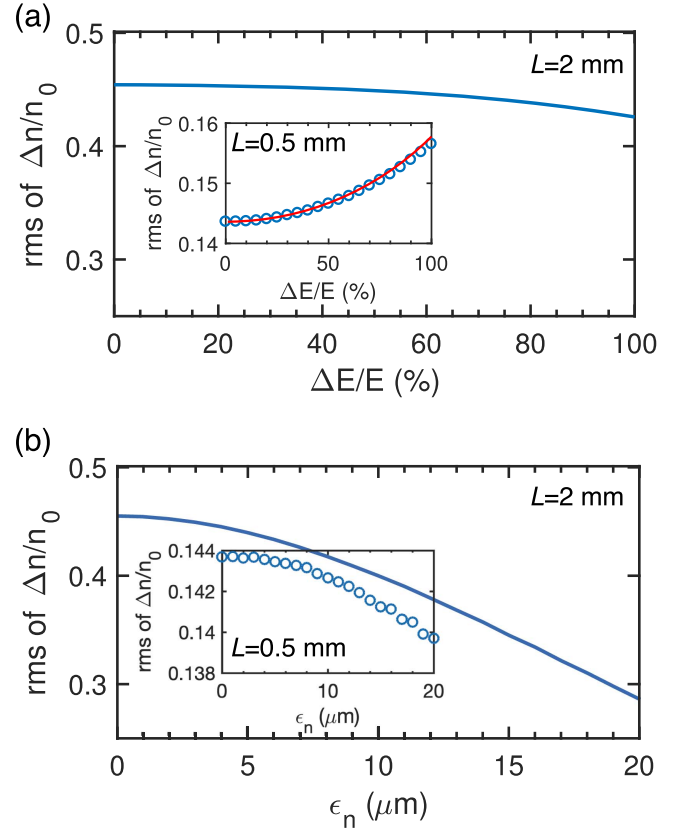 (a)
0.5
0.4
0.3
rms of Δn/n0
L=2 mm
0.16
0.15
0.14
rms of Δn/n0
L=0.5 mm
0 50 100
ΔE/E (%)
0 20 40 60 80 100
ΔE/E (%)
(b)
0.5
0.4
0.3
rms of Δn/n0
L=2 mm
0.144
0.142
0.14
0.138
rms of Δn/n0
L=0.5 mm
0 10 20
ϵn (μm)
0 5 10 15 20
ϵn (μm)